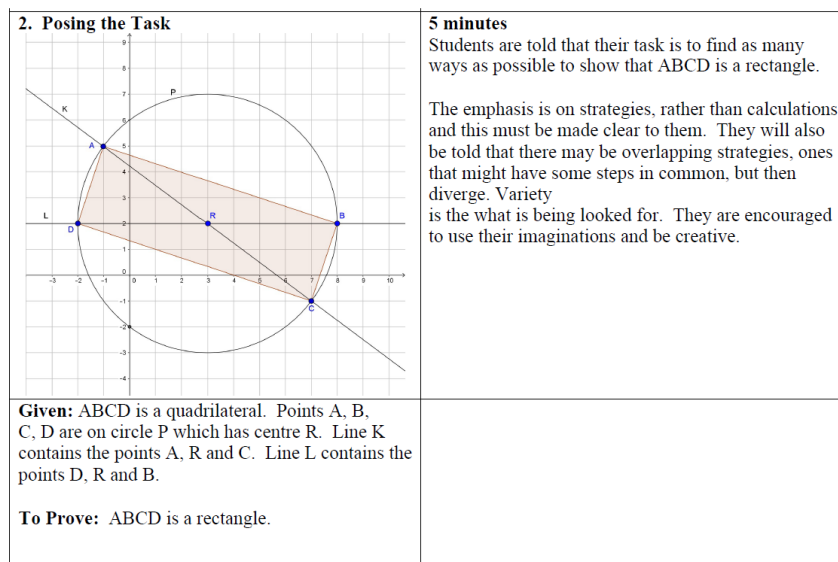 2. Posing the Task
9
8
P
7
K
6
A
5
4
3
L
R
B
2
D
1
0
-3
-2
-1
0
1
2
3
4
5
6
7
8
9
10
-1
C
-2
-3
-4
5 minutes
Students are told that their task is to find as many
ways as possible to show that ABCD is a rectangle.
The emphasis is on strategies, rather than calculations
and this must be made clear to them. They will also
be told that there may be overlapping strategies, ones
that might have some steps in common, but then
diverge. Variety
is the what is being looked for. They are encouraged
to use their imaginations and be creative.
Given: ABCD is a quadrilateral. Points A, B,
C, D are on circle P which has centre R. Line K
contains the points A, R and C. Line L contains the
points D, R and B.
To Prove: ABCD is a rectangle.